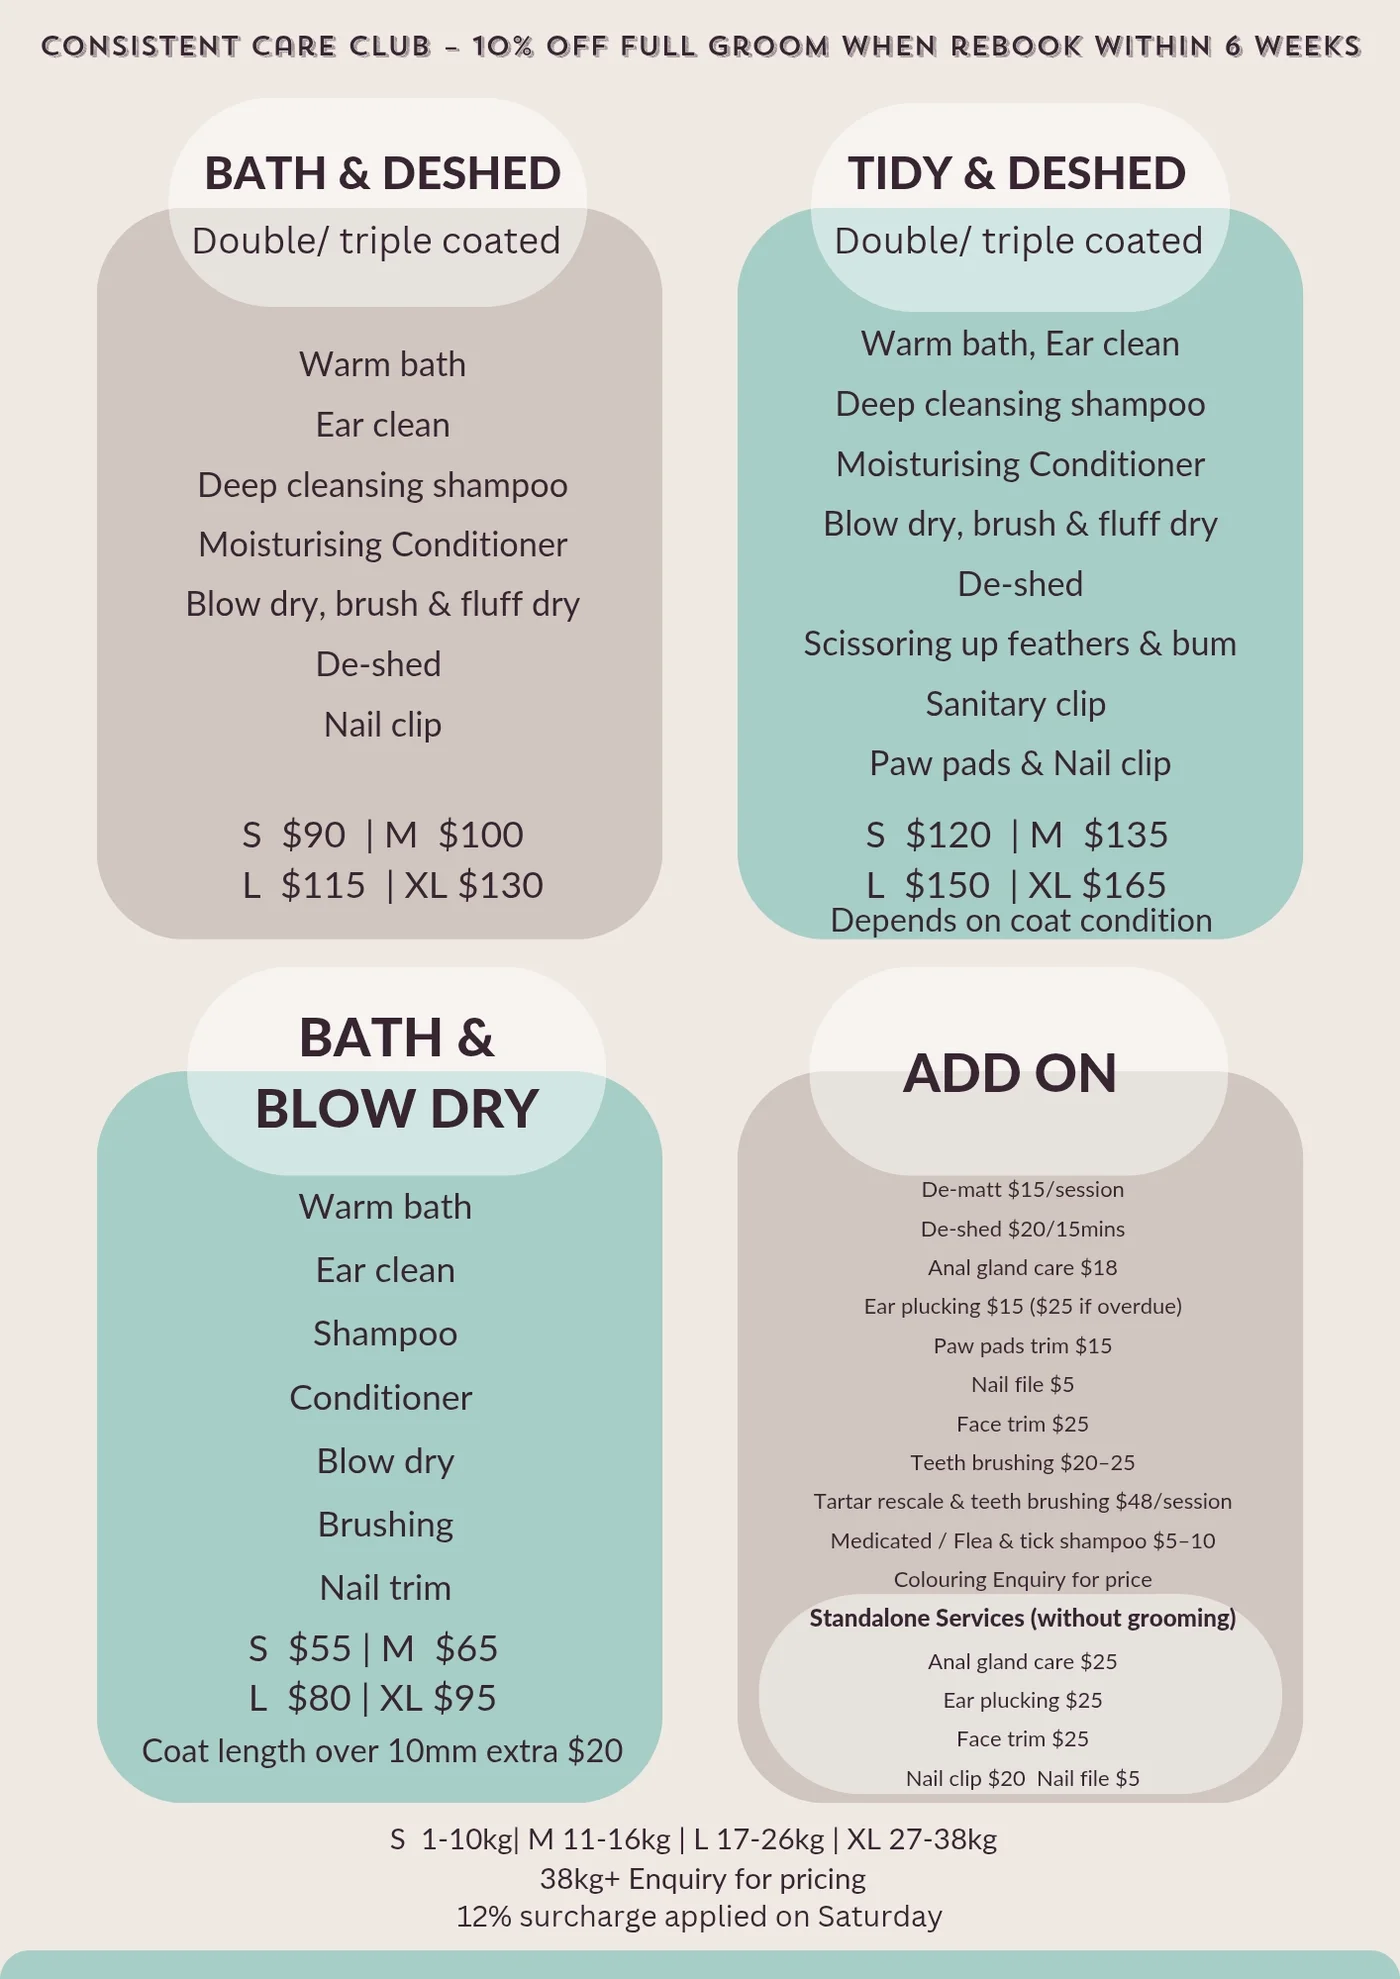 CONSISTENT CARE CLUB – 10% OFF FULL GROOM WHEN REBOOK WITHIN 6 WEEKS
BATH & DESHED
Double/ triple coated
Warm bath
Ear clean
Deep cleansing shampoo
Moisturising Conditioner
Blow dry, brush & fluff dry
De-shed
Nail clip
S $90 | M $100
L $115 | XL $130
TIDY & DESHED
Double/ triple coated
Warm bath, Ear clean
Deep cleansing shampoo
Moisturising Conditioner
Blow dry, brush & fluff dry
De-shed
Scissoring up feathers & bum
Sanitary clip
Paw pads & Nail clip
S $120 | M $135
L $150 | XL $165
Depends on coat condition
BATH &
BLOW DRY
Warm bath
Ear clean
Shampoo
Conditioner
Blow dry
Brushing
Nail trim
S $55 | M $65
L $80 | XL $95
Coat length over 10mm extra $20
ADD ON
De-matt $15/session
De-shed $20/15mins
Anal gland care $18
Ear plucking $15 ($25 if overdue)
Paw pads trim $15
Nail file $5
Face trim $25
Teeth brushing $20–25
Tartar rescale & teeth brushing $48/session
Medicated / Flea & tick shampoo $5–10
Colouring Enquiry for price
Standalone Services (without grooming)
Anal gland care $25
Ear plucking $25
Face trim $25
Nail clip $20 Nail file $5
S 1-10kg| M 11-16kg | L 17-26kg | XL 27-38kg
38kg+ Enquiry for pricing
12% surcharge applied on Saturday